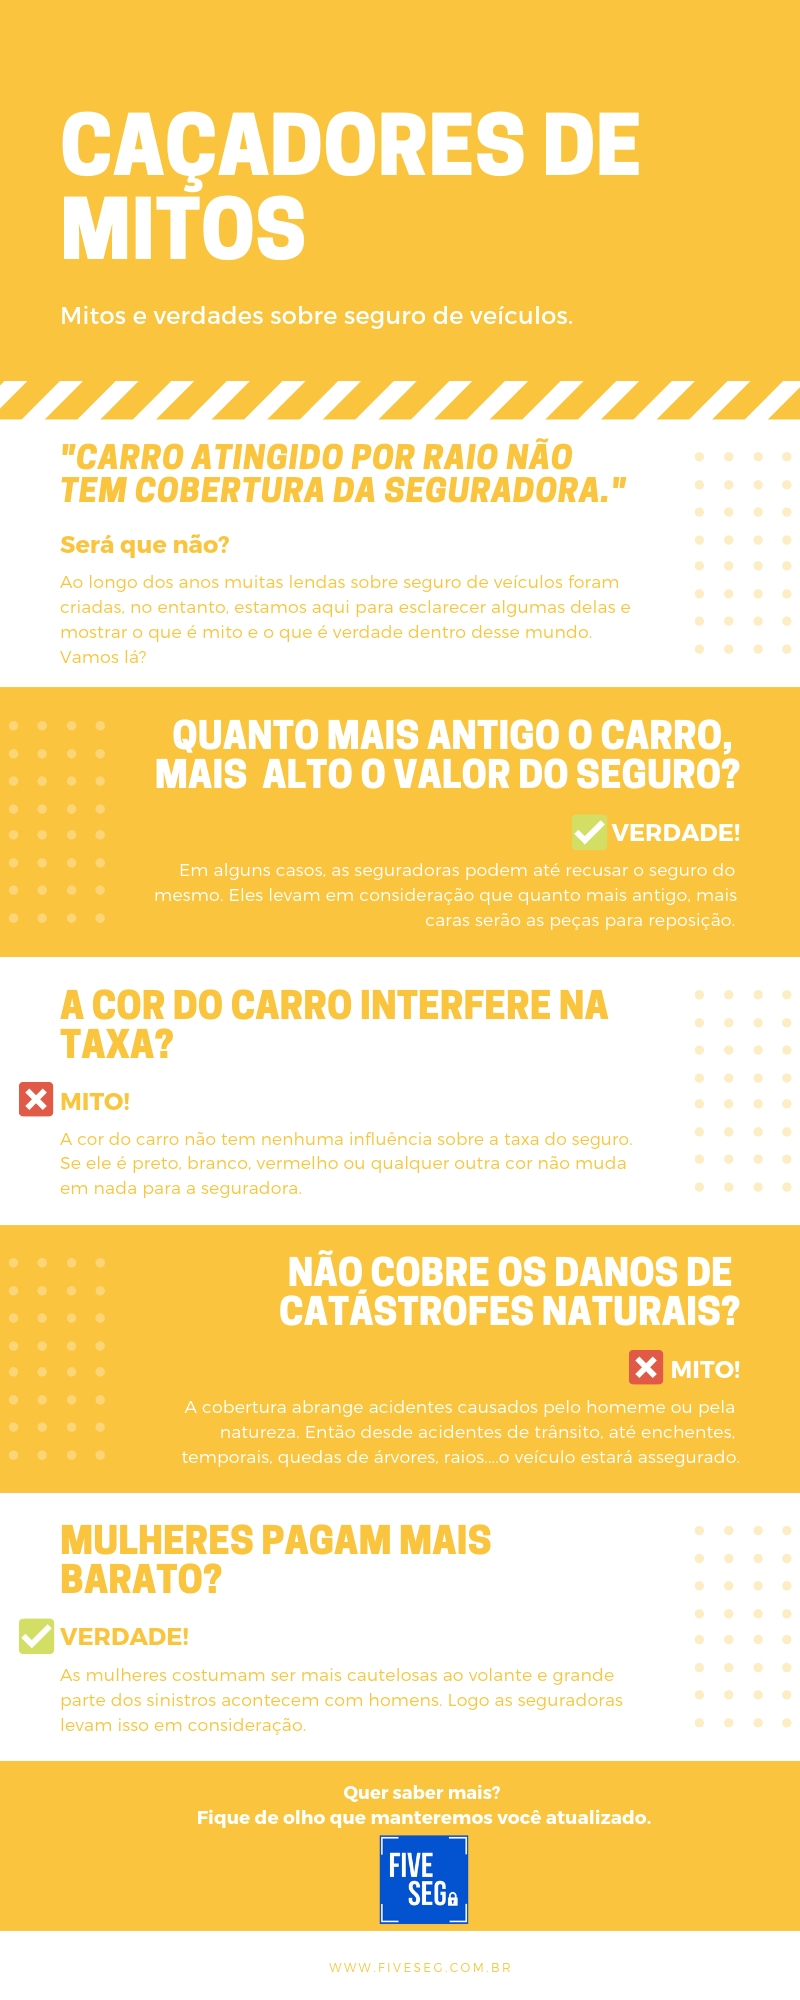 CAÇADORES DE
MITOS
Mitos e verdades sobre seguro de veículos.
"CARRO ATINGIDO POR RAIO NÃO
TEM COBERTURA DA SEGURADORA."
Será que não?
Ao longo dos anos muitas lendas sobre seguro de veículos foram
criadas, no entanto, estamos aqui para esclarecer algumas delas e
mostrar o que é mito e o que é verdade dentro desse mundo.
Vamos lá?
QUANTO MAIS ANTIGO O CARRO,
MAIS ALTO O VALOR DO SEGURO?
VERDADE!
Em alguns casos, as seguradoras podem até recusar o seguro do
mesmo. Eles levam em consideração que quanto mais antigo, mais
caras serão as peças para reposição.
A COR DO CARRO INTERFERE NA
TAXA?
MITO!
A cor do carro não tem nenhuma influência sobre a taxa do seguro.
Se ele é preto, branco, vermelho ou qualquer outra cor não muda
em nada para a seguradora.
NÃO COBRE OS DANOS DE
CATÁSTROFES NATURAIS?
MITO!
A cobertura abrange acidentes causados pelo homeme ou pela
natureza. Então desde acidentes de trânsito, até enchentes,
temporais, quedas de árvores, raios....o veículo estará assegurado.
MULHERES PAGAM MAIS
BARATO?
VERDADE!
As mulheres costumam ser mais cautelosas ao volante e grande
parte dos sinistros acontecem com homens. Logo as seguradoras
levam isso em consideração.
Quer saber mais?
Fique de olho que manteremos você atualizado.
FIVE
SEG
WWW.FIVESEG.COM.BR